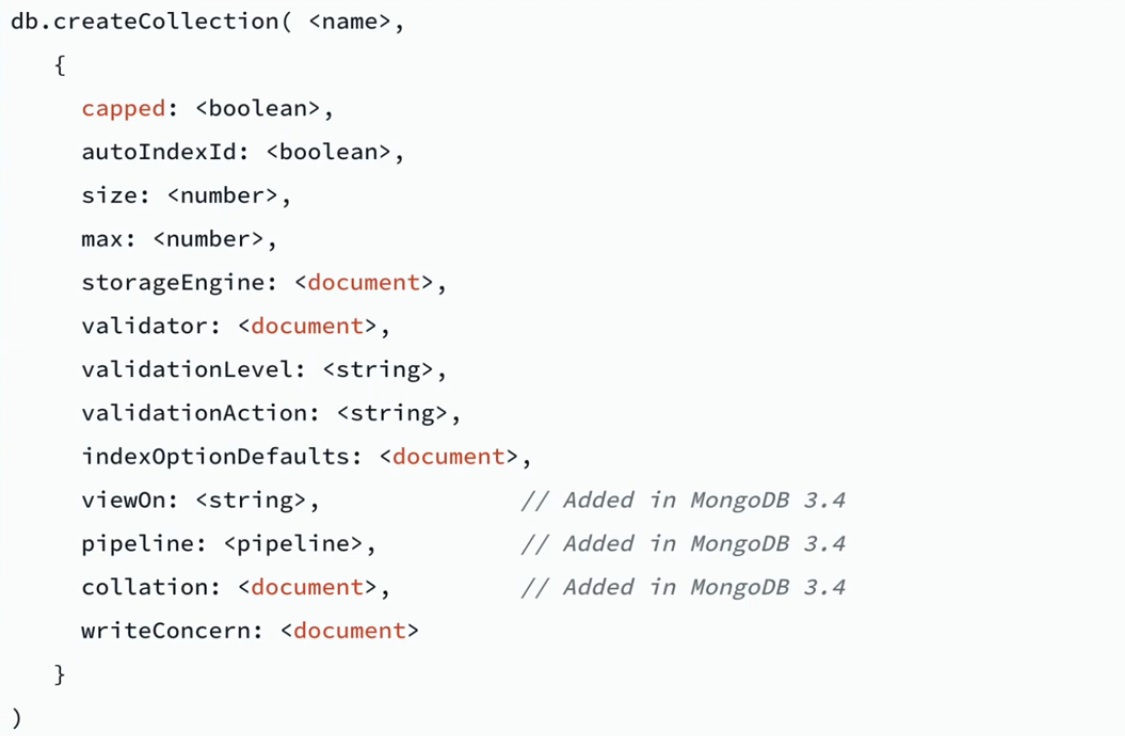 db.createCollection( <name>,
{
capped: <boolean>,
autoIndexId: <boolean>,
size: <number>,
max: <number>,
storageEngine: <document>,
validator: <document>,
validationLevel: <string>,
validationAction: <string>,
indexOptionDefaults: <document>,
viewOn: <string>, // Added in MongoDB 3.4
pipeline: <pipeline>, // Added in MongoDB 3.4
collation: <document>, // Added in MongoDB 3.4
writeConcern: <document>
}
)